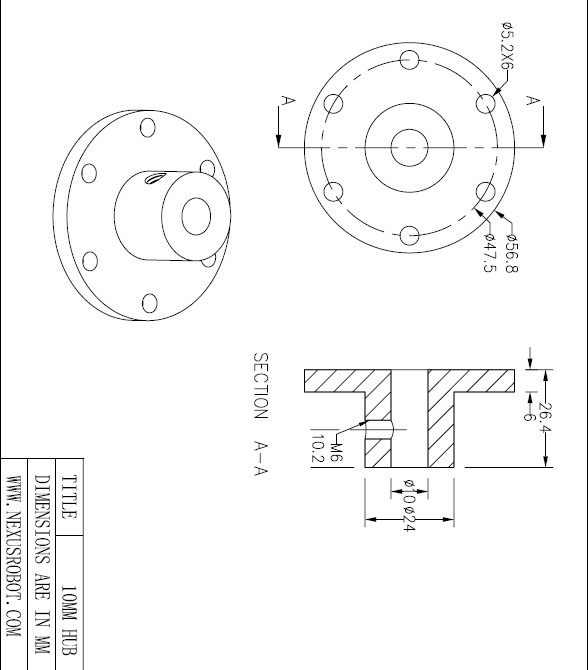 ø5.2X6
A
A
ø56.8
ø47.5
SECTION A-A
26.4
6
M6
10.2
ø10
ø24
TITLE 10MM HUB
DIMENSIONS ARE IN MM
WWW.NEXUSROBOT.COM